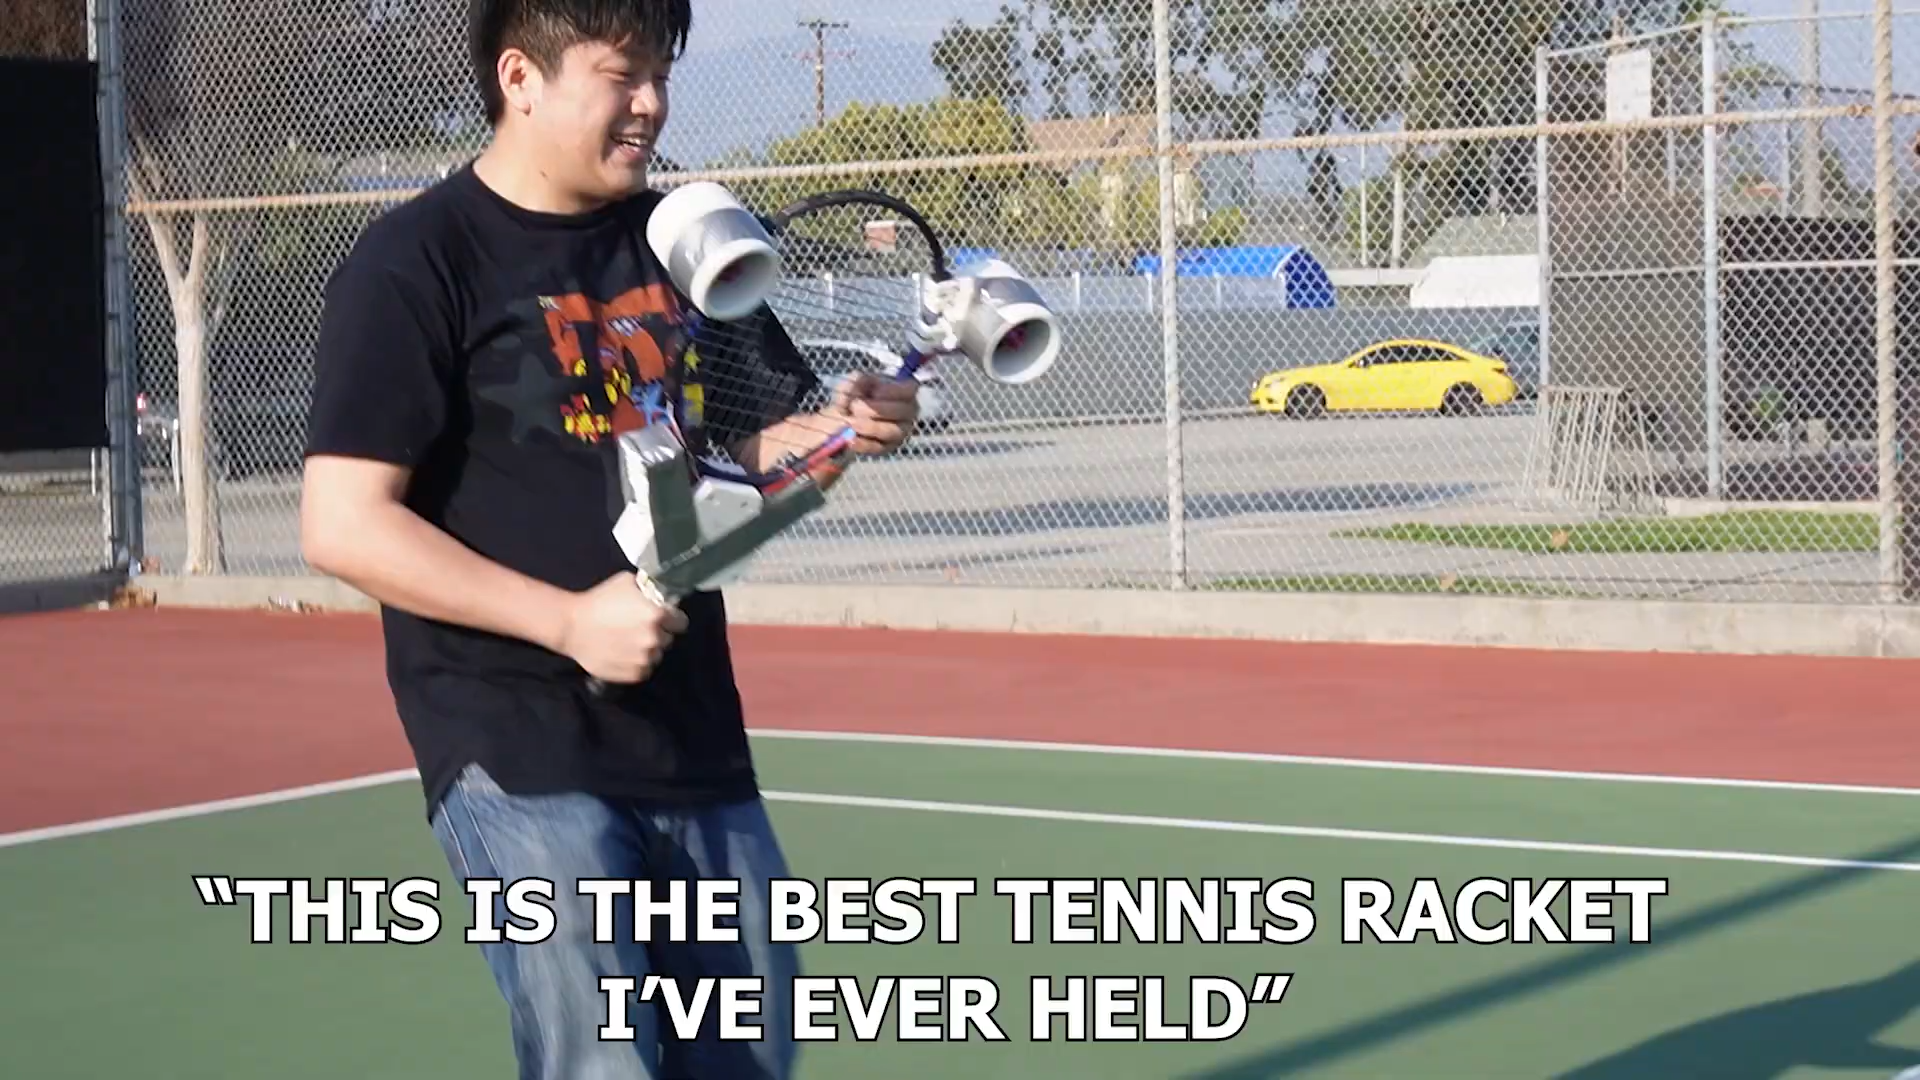 “THIS IS THE BEST TENNIS RACKET
I’VE EVER HELD”